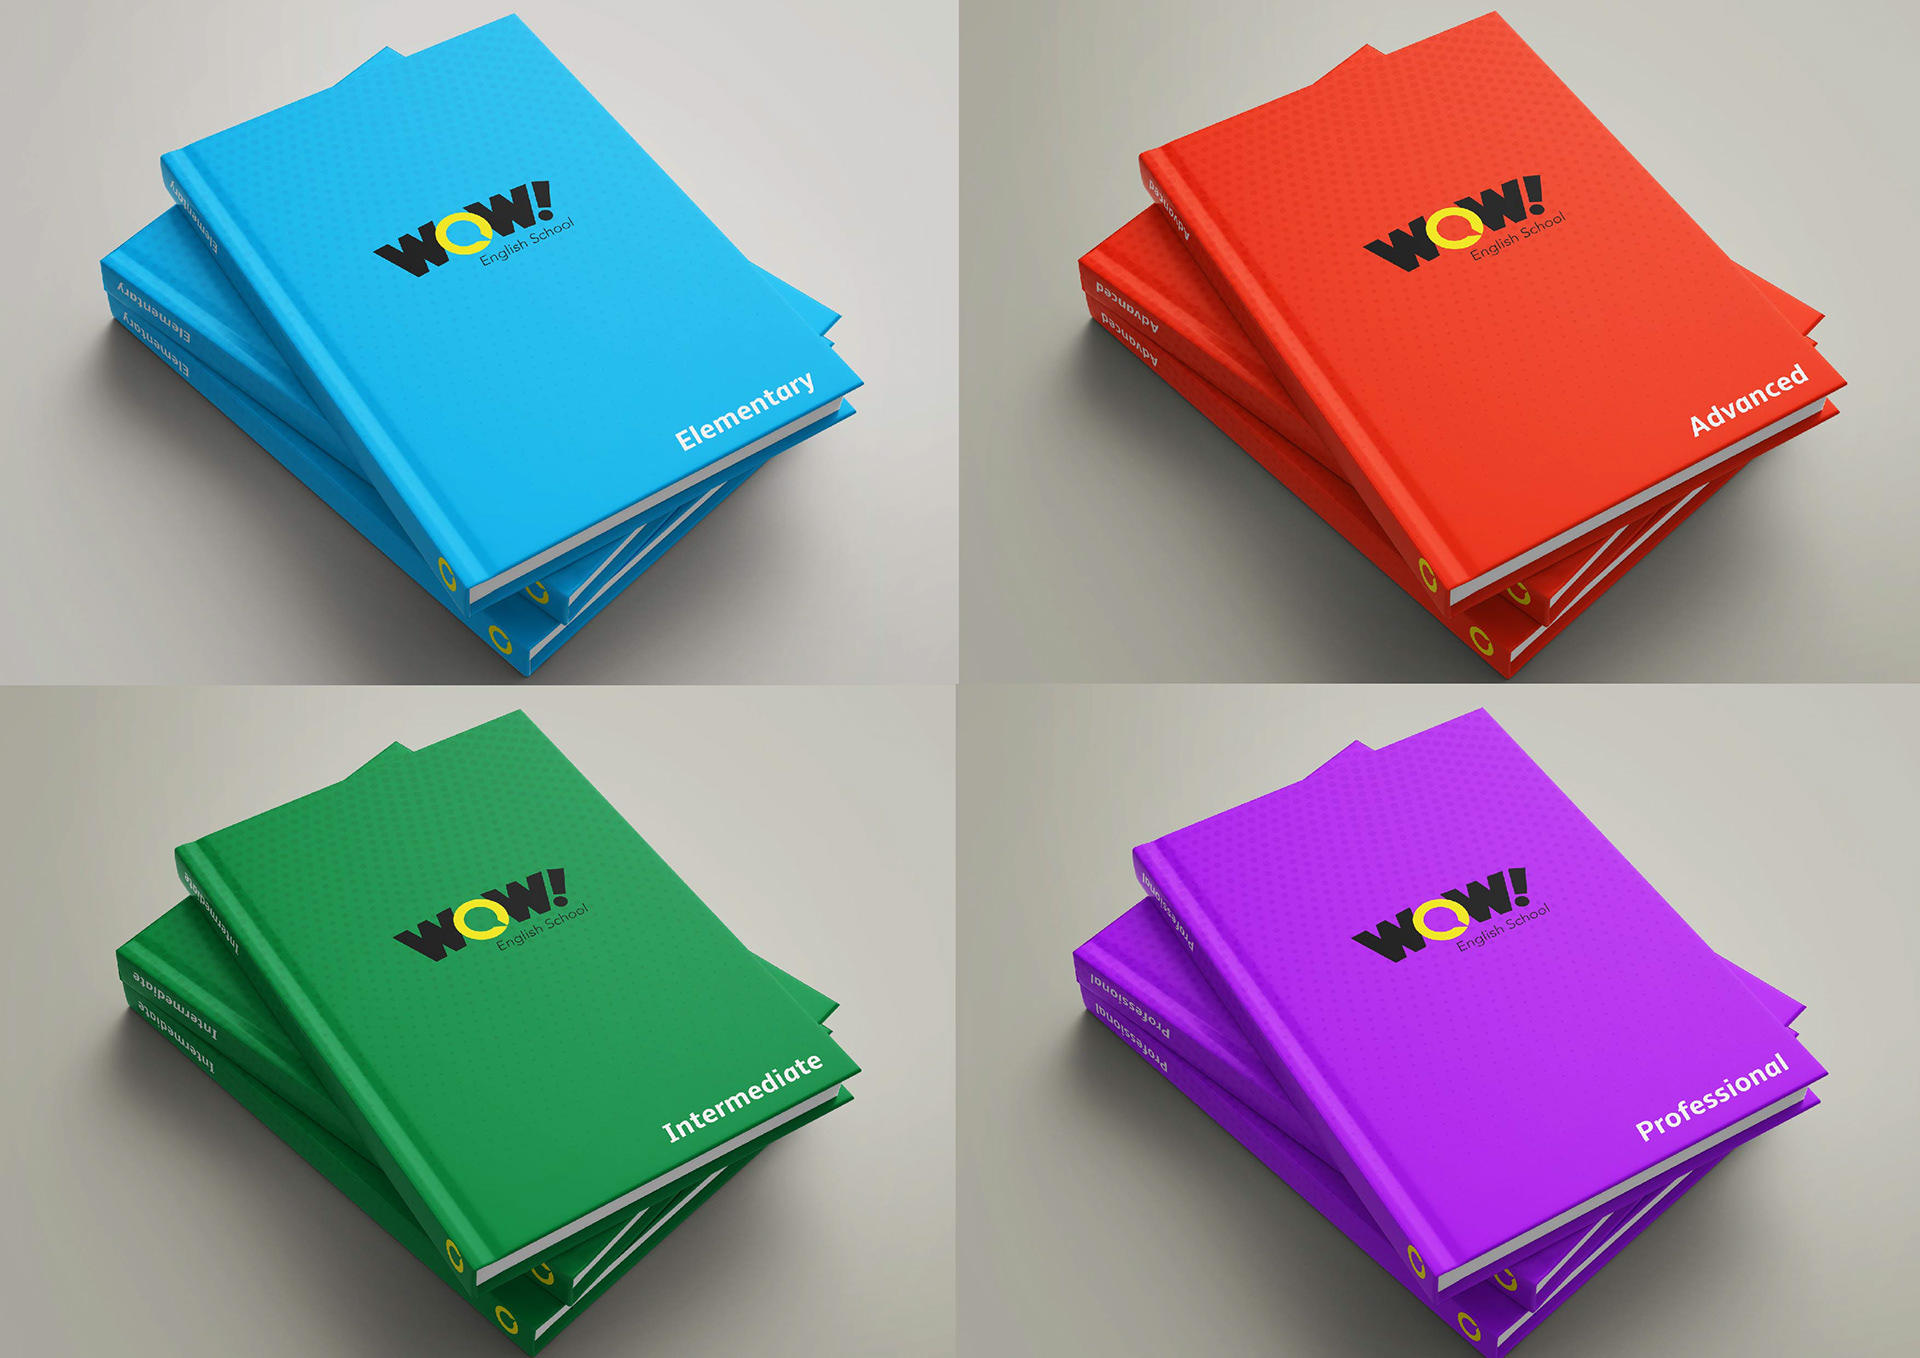 WOW!
English School
Elementary
Elementary
Elementary
Elementary
WOW!
English School
Advanced
Advanced
Advanced
Advanced
WOW!
English School
Intermediate
Intermediate
Intermediate
Intermediate
WOW!
English School
Professional
Professional
Professional
Professional